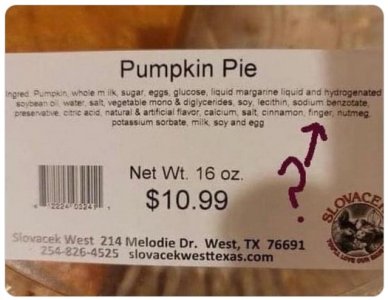 Pumpkin Pie
Ingred. Pumpkin, whole milk, sugar, eggs, glucose, liquid margarine liquid and hydrogenated
soybean oil, water, salt, vegetable mono & diglycerides, soy, lecithin, sodium benzotate,
preservative, citric acid, natural & artificial flavor, calcium, salt, cinnamon, finger, nutmeg,
potassium sorbate, milk, soy and egg
?
Net Wt. 16 oz.
$10.99
Slovacek West 214 Melodie Dr. West, TX 76691
254-826-4525 slovacekwesttexas.com
SLOVACEK